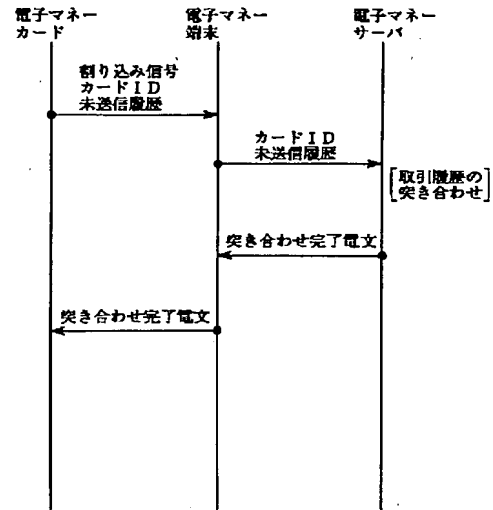 電子マネー
カード
電子マネー
端末
電子マネー
サーバ
割り込み信号
カードＩＤ
未送信履歴
カードＩＤ
未送信履歴
取引履歴の
突き合わせ
突き合わせ完了電文
突き合わせ完了電文